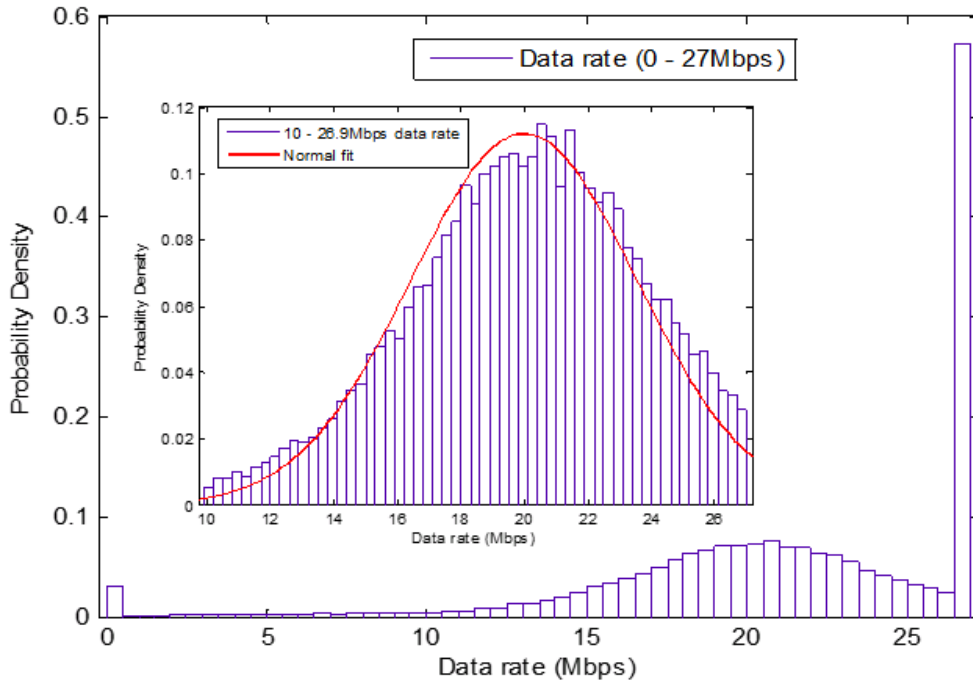 0.6
Data rate (0 - 27Mbps)
0.5
0.4
0.3
0.2
0.1
0
Probability Density
0.12
0.1
0.08
0.06
0.04
0.02
0
Probability Density
10 - 26.9Mbps data rate
Normal fit
10 12 14 16 18 20 22 24 26
Data rate (Mbps)
0 5 10 15 20 25
Data rate (Mbps)